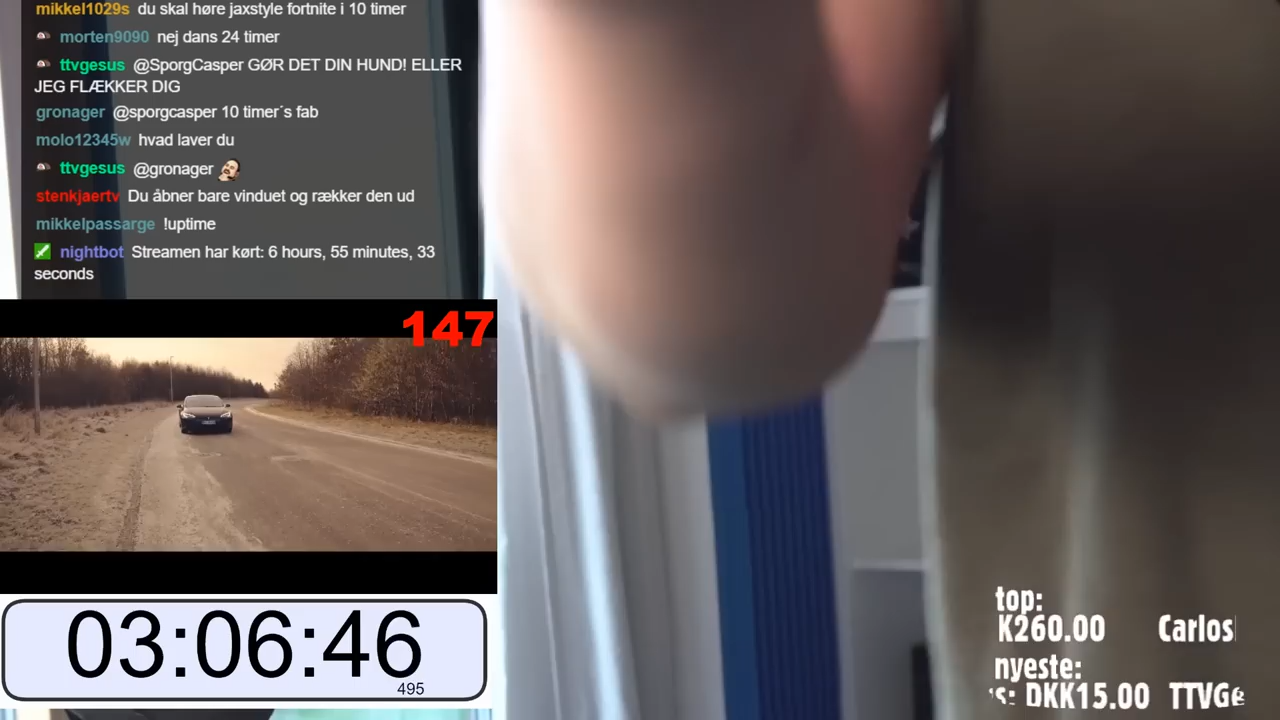 mikkel1029s du skal høre jaxstyle fortnite i 10 timer
morten9090 nej dans 24 timer
ttvgesus @SporgCasper GØR DET DIN HUND! ELLER
JEG FLÆKKER DIG
gronager @sporgcasper 10 timer´s fab
molo12345w hvad laver du
ttvgesus @gronager
stenkjaertv Du åbner bare vinduet og rækker den ud
mikkelpassarge !uptime
nightbot Streamen har kørt: 6 hours, 55 minutes, 33
seconds
147
03:06:46
495
top:
K260.00 Carlos
nyeste:
s: DKK15.00 TTVGe